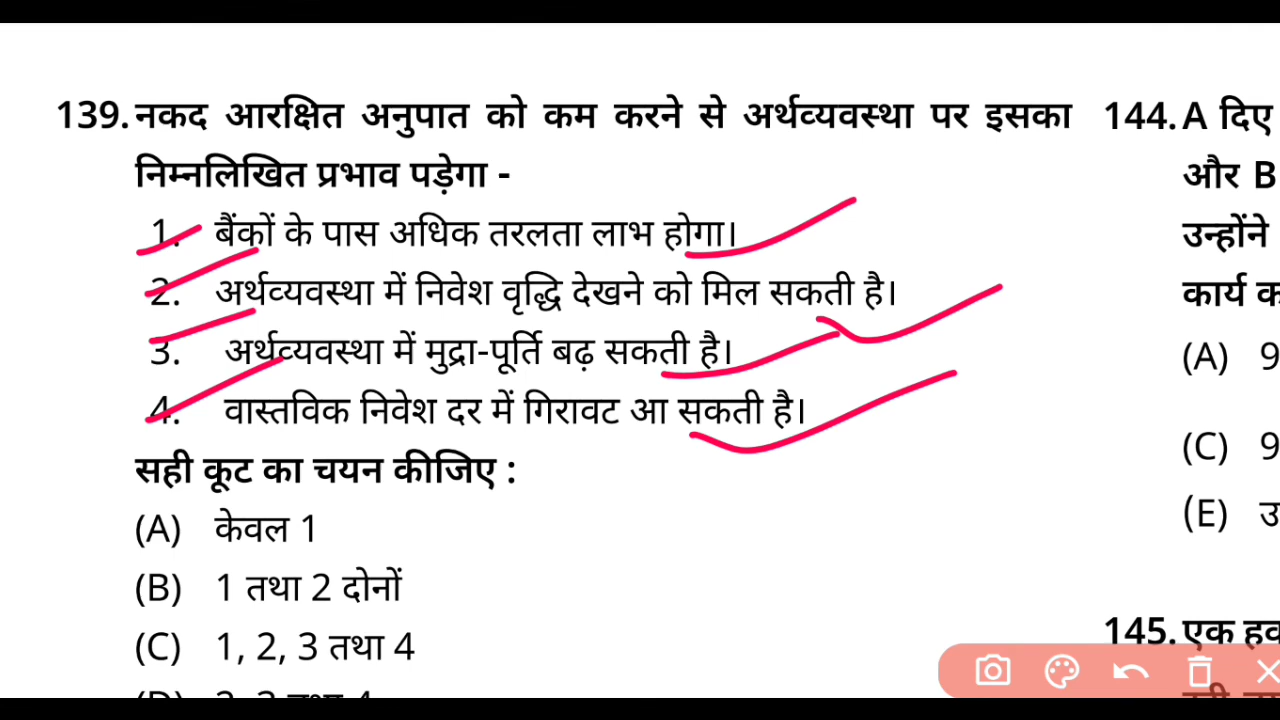 139. नकद आरक्षित अनुपात को कम करने से अर्थव्यवस्था पर इसका
निम्नलिखित प्रभाव पड़ेगा -
1. बैंकों के पास अधिक तरलता लाभ होगा।
2. अर्थव्यवस्था में निवेश वृद्धि देखने को मिल सकती है।
3. अर्थव्यवस्था में मुद्रा-पूर्ति बढ़ सकती है।
4. वास्तविक निवेश दर में गिरावट आ सकती है।
सही कूट का चयन कीजिए :
(A) केवल 1
(B) 1 तथा 2 दोनों
(C) 1, 2, 3 तथा 4
144. A दिए
और B
उन्होंने
कार्य
(A) 9
(C) 9
(E)
145. एक